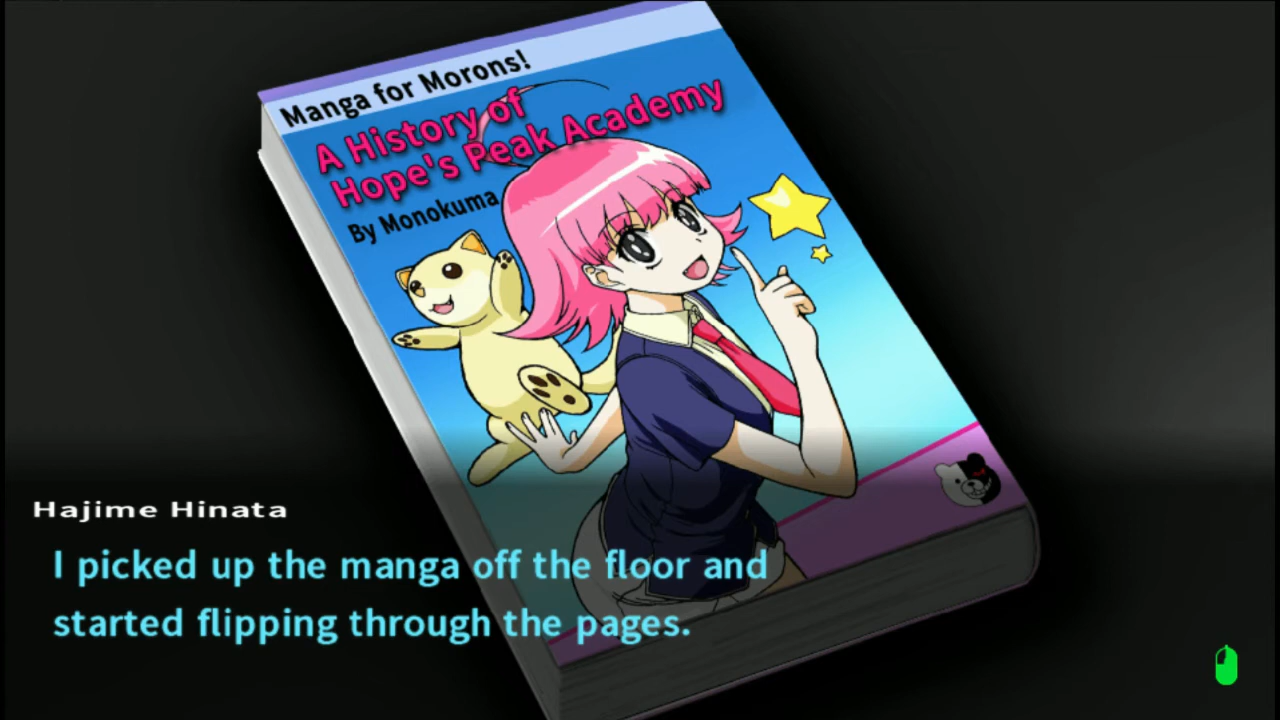 Manga for Morons!
A History of
Hope's Peak Academy
By Monokuma
Hajime Hinata
I picked up the manga off the floor and
started flipping through the pages.